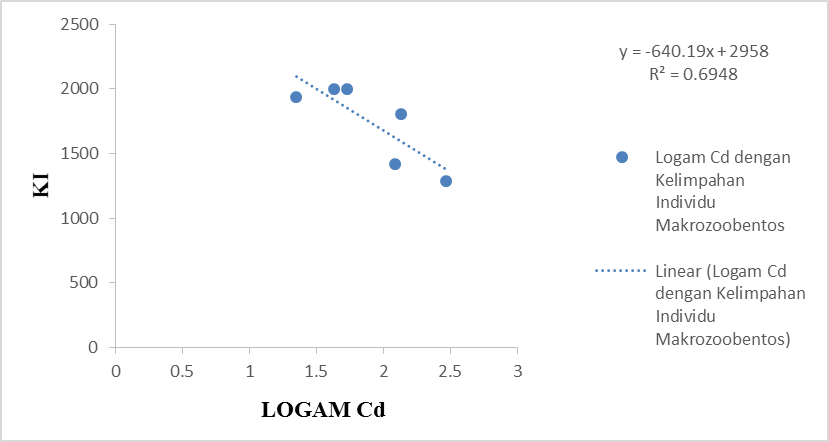 2500
2000
1500
1000
500
0
KI
0 0.5 1 1.5 2 2.5 3
LOGAM Cd
y = -640.19x + 2958
R² = 0.6948
Logam Cd dengan
Kelimpahan
Individu
Makrozoobentos
Linear (Logam Cd
dengan Kelimpahan
Individu
Makrozoobentos)